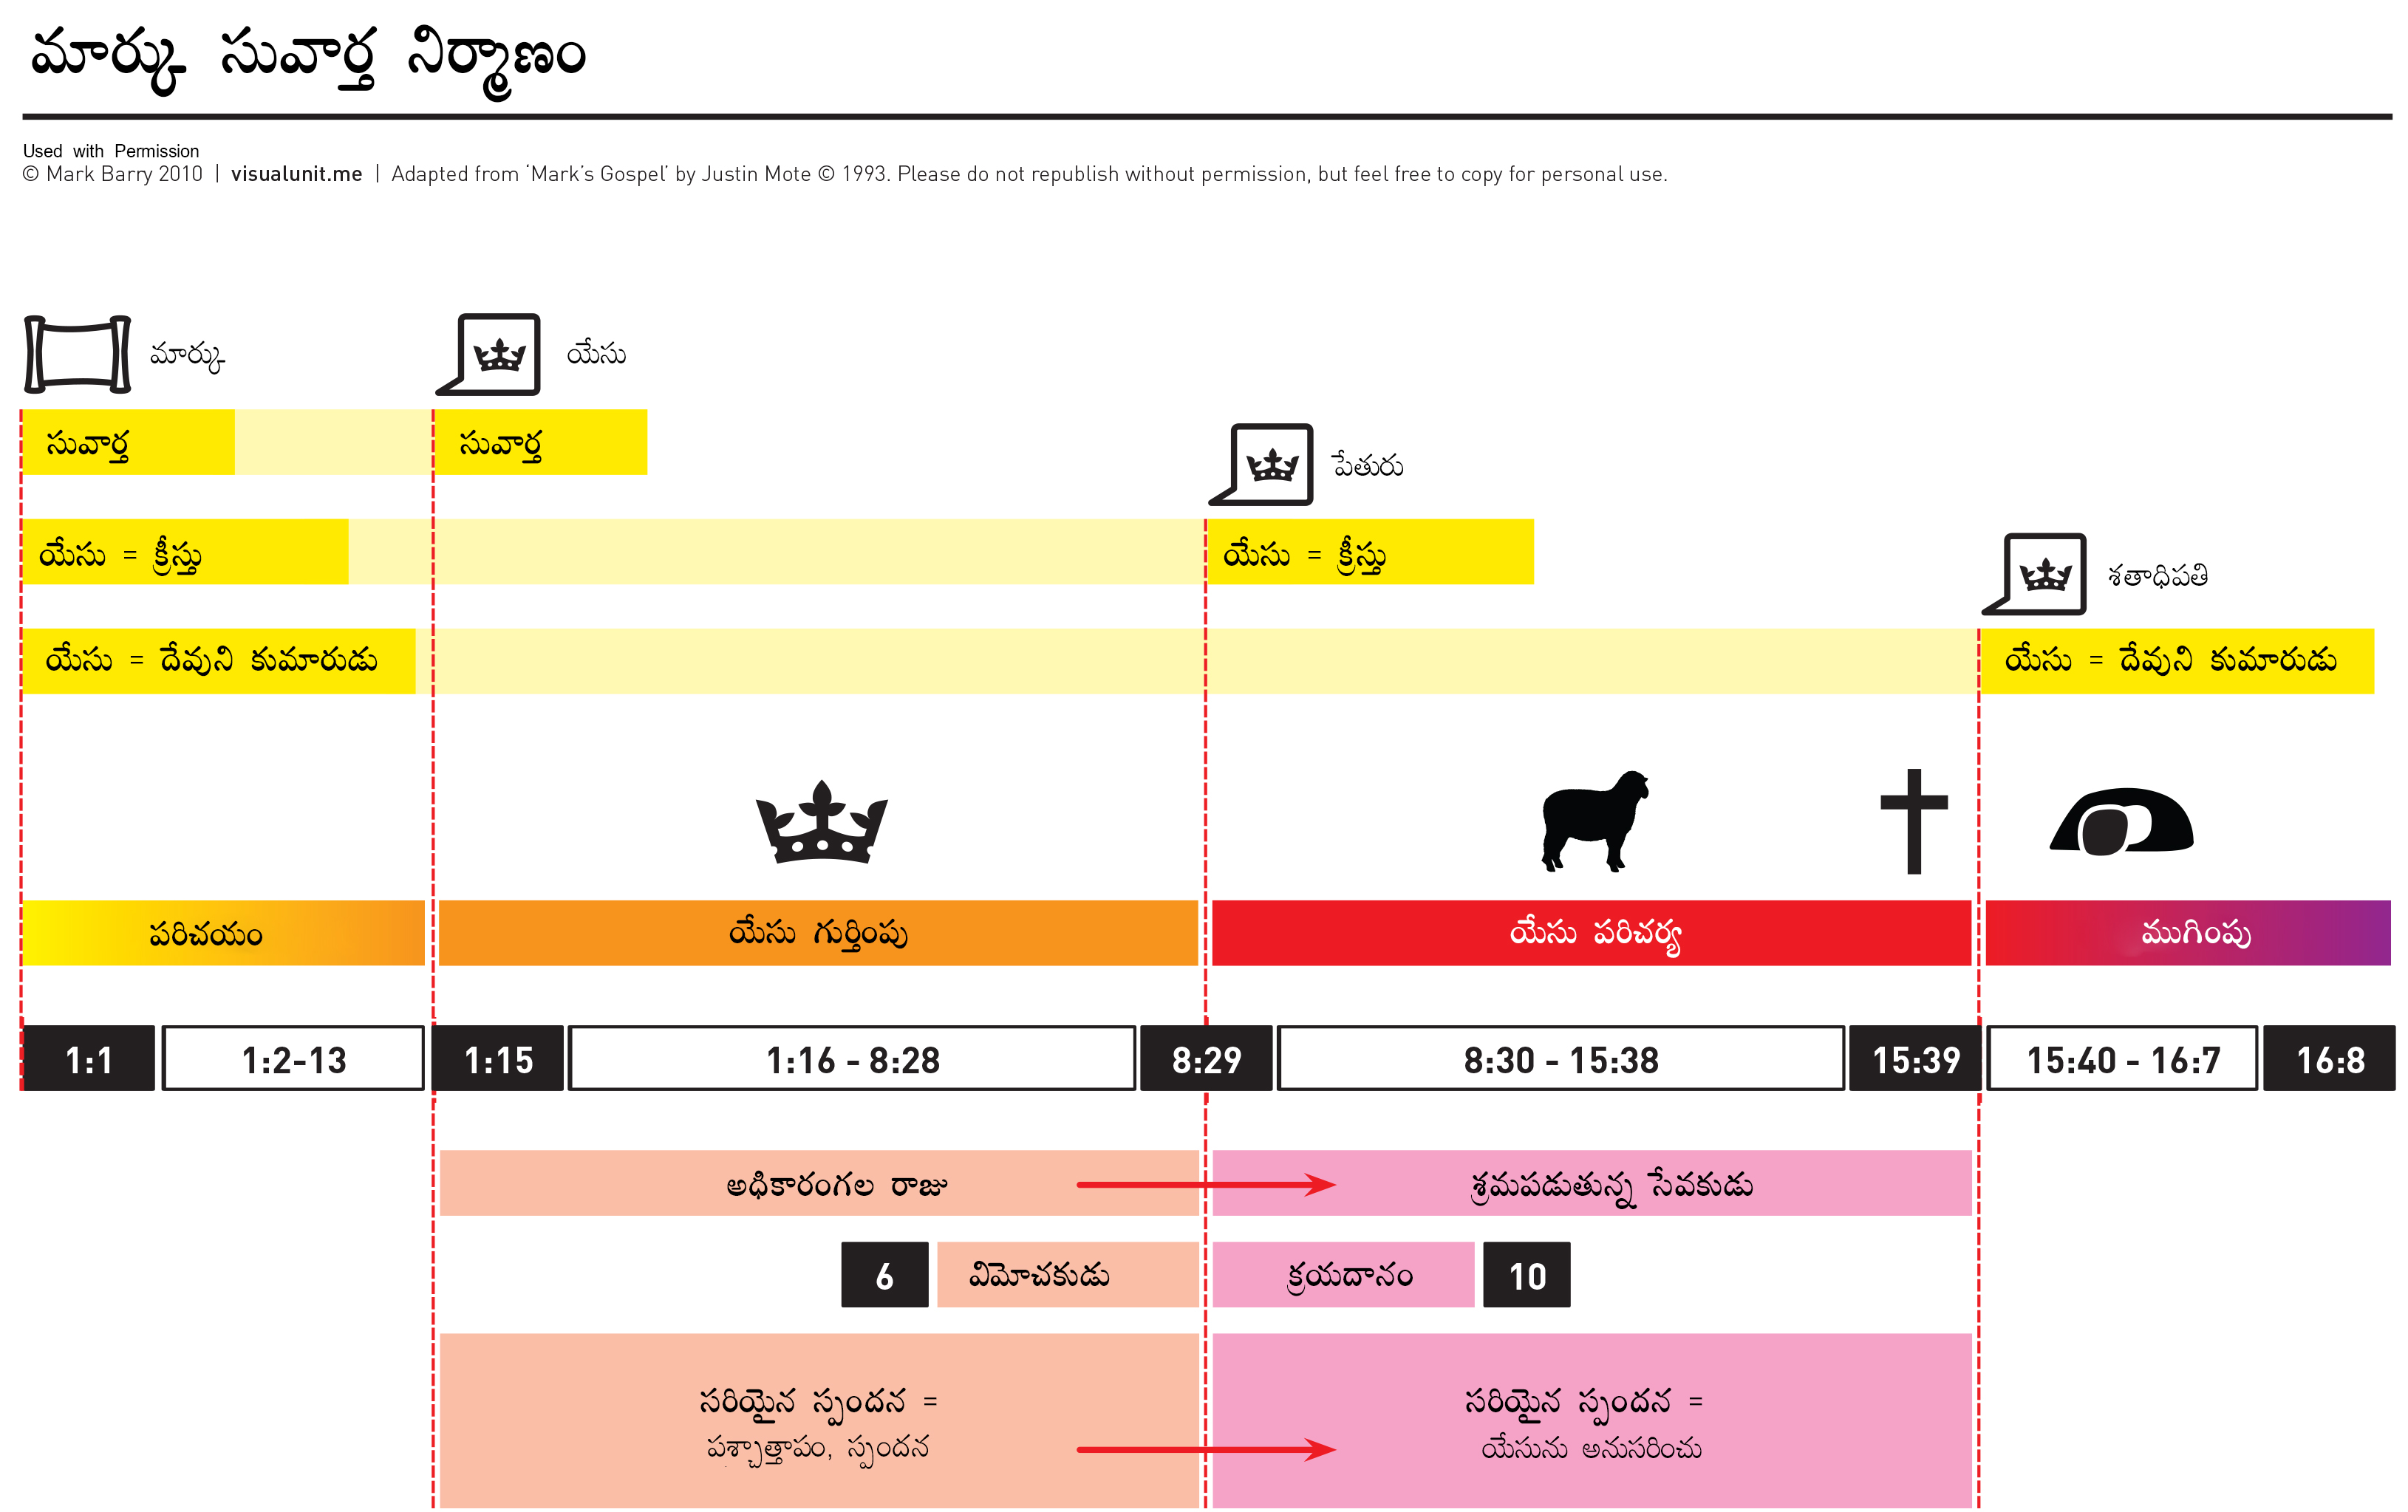 మార్కు సువార్త నిర్మాణం
Used with Permission
© Mark Barry 2010 | visualunit.me | Adapted from ‘Mark’s Gospel’ by Justin Mote © 1993. Please do not republish without permission, but feel free to copy for personal use.
మార్కు
యేసు
సువార్త
సువార్త
పేతురు
యేసు = క్రీస్తు
యేసు = క్రీస్తు
శతాధిపతి
యేసు = దేవుని కుమారుడు
యేసు = దేవుని కుమారుడు
పరిచయం
యేసు గుర్తింపు
యేసు పరిచర్య
ముగింపు
1:1
1:2-13
1:15
1:16 - 8:28
8:29
8:30 - 15:38
15:39
15:40 - 16:7
16:8
అధికారంగల రాజు
శ్రమపడుతున్న సేవకుడు
6
విమోచకుడు
క్రయదానం
10
సరియైన స్పందన =
పశ్చాత్తాపం, స్పందన
సరియైన స్పందన =
యేసును అనుసరించు